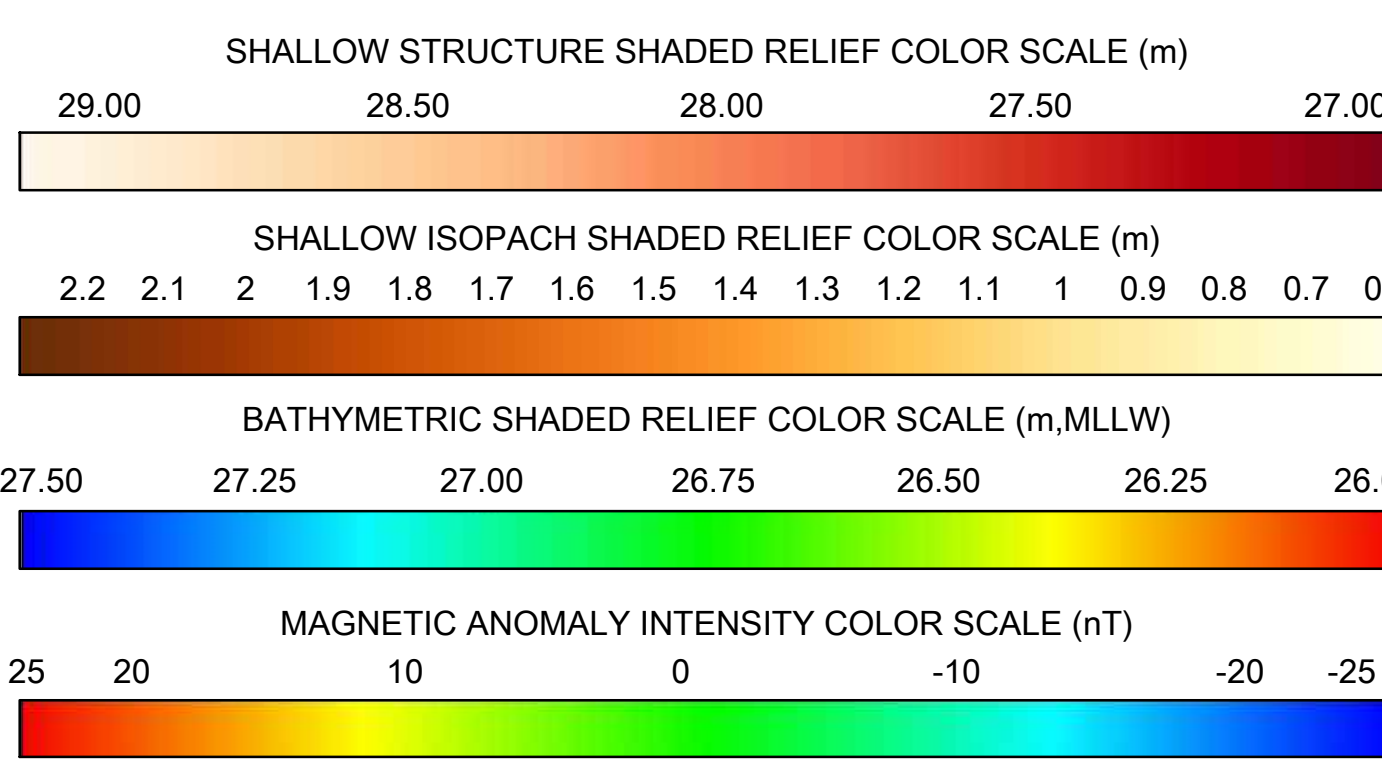 SHALLOW STRUCTURE SHADED RELIEF COLOR SCALE (m)
29.00 28.50 28.00 27.50 27.00
SHALLOW ISOPACH SHADED RELIEF COLOR SCALE (m)
2.2 2.1 2 1.9 1.8 1.7 1.6 1.5 1.4 1.3 1.2 1.1 1 0.9 0.8 0.7
BATHYMETRIC SHADED RELIEF COLOR SCALE (m,MLLW)
27.50 27.25 27.00 26.75 26.50 26.25
MAGNETIC ANOMALY INTENSITY COLOR SCALE (nT)
25 20 10 0 -10 -20 -25